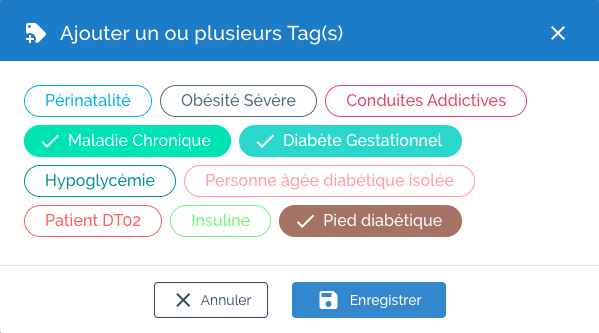 Ajouter un ou plusieurs Tag(s)
Périnatalité Obésité Sévère Conduites Addictives
Maladie Chronique Diabète Gestationnel
Hypoglycémie Personne âgée diabétique isolée
Patient DT02 Insuline Pied diabétique
Annuler Enregistrer